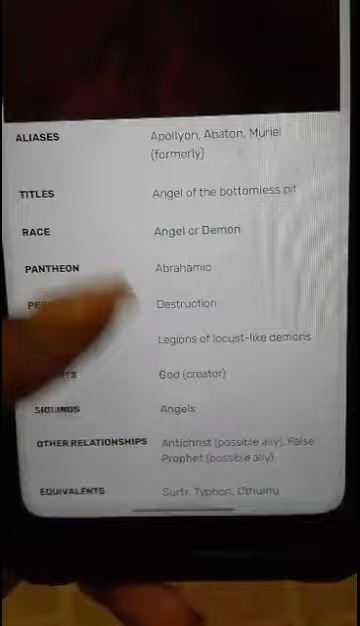 ALIASES Apollyon, Abaton, Muriel
(formerly)
TITLES Angel of the bottomless pit
RACE Angel or Demon
PANTHEON Abrahamic
Destruction
Legions of locust-like demons
God (creator)
SIBLINGS Angels
OTHER RELATIONSHIPS Antichrist (possible ally), False
Prophet (possible ally)
EQUIVALENTS Surtr, Typhon, Cthulhu